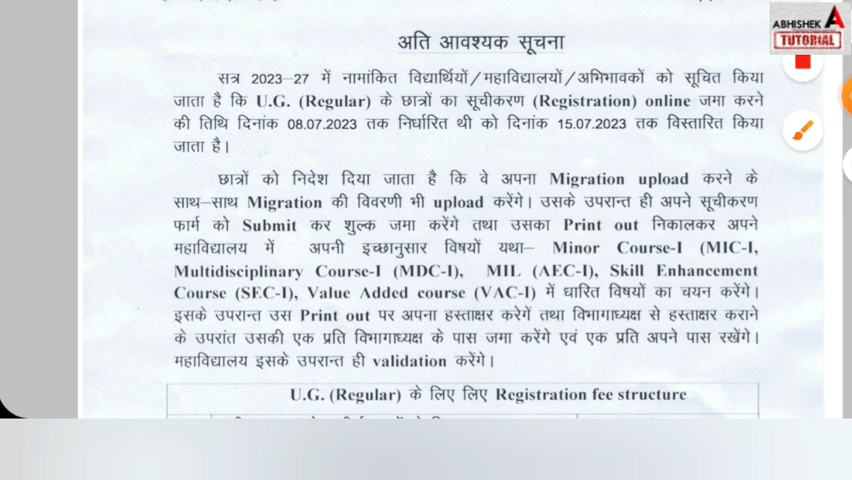 ABHISHEK
TUTORIAL
अति आवश्यक सूचना
सत्र 2023-27 में नामांकित विद्यार्थियों/महाविद्यालयों/अभिभावकों को सूचित किया
जाता है कि U.G. (Regular) के छात्रों का सूचीकरण (Registration) online जमा करने
की तिथि दिनांक 08.07.2023 तक निर्धारित थी को दिनांक 15.07.2023 तक विस्तारित किया
जाता है।
छात्रों को निदेश दिया जाता है कि वे अपना Migration upload करने के
साथ-साथ Migration की विवरणी भी upload करेंगे। उसके उपरान्त ही अपने सूचीकरण
फार्म को Submit कर शुल्क जमा करेंगे तथा उसका Print out निकालकर अपने
महाविद्यालय में अपनी इच्छानुसार विषयों यथा- Minor Course-I (MIC-I,
Multidisciplinary Course-I (MDC-I), MIL (AEC-I), Skill Enhancement
Course (SEC-I), Value Added course (VAC-I) में धारित विषयों का चयन करेंगे।
इसके उपरान्त उस Print out पर अपना हस्ताक्षर करेगें तथा विभागाध्यक्ष से हस्ताक्षर कराने
के उपरांत उसकी एक प्रति विभागाध्यक्ष के पास जमा करेंगे एवं एक प्रति अपने पास रखेंगे।
महाविद्यालय इसके उपरान्त ही validation करेंगे।
U.G. (Regular) के लिए लिए Registration fee structure